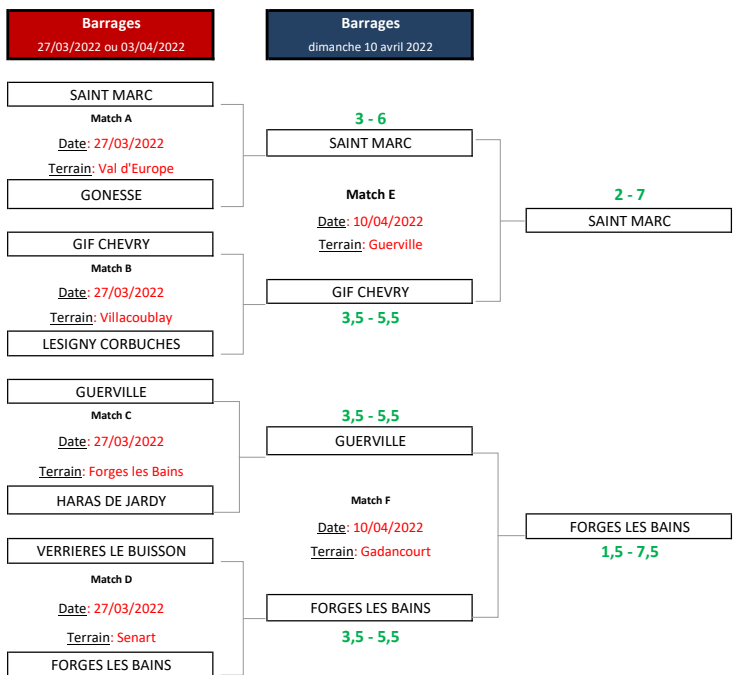 Barrages
27/03/2022 ou 03/04/2022
Barrages
dimanche 10 avril 2022
SAINT MARC
Match A
Date: 27/03/2022
Terrain: Val d'Europe
GONESSE
3 - 6
SAINT MARC
Match E
Date: 10/04/2022
Terrain: Guerville
2 - 7
SAINT MARC
GIF CHEVRY
Match B
Date: 27/03/2022
Terrain: Villacoublay
LESIGNY CORBUCHES
GIF CHEVRY
3,5 - 5,5
GUERVILLE
Match C
Date: 27/03/2022
Terrain: Forges les Bains
HARAS DE JARDY
3,5 - 5,5
GUERVILLE
Match F
Date: 10/04/2022
Terrain: Gadancourt
FORGES LES BAINS
1,5 - 7,5
VERRIERES LE BUISSON
Match D
Date: 27/03/2022
Terrain: Senart
FORGES LES BAINS
FORGES LES BAINS
3,5 - 5,5